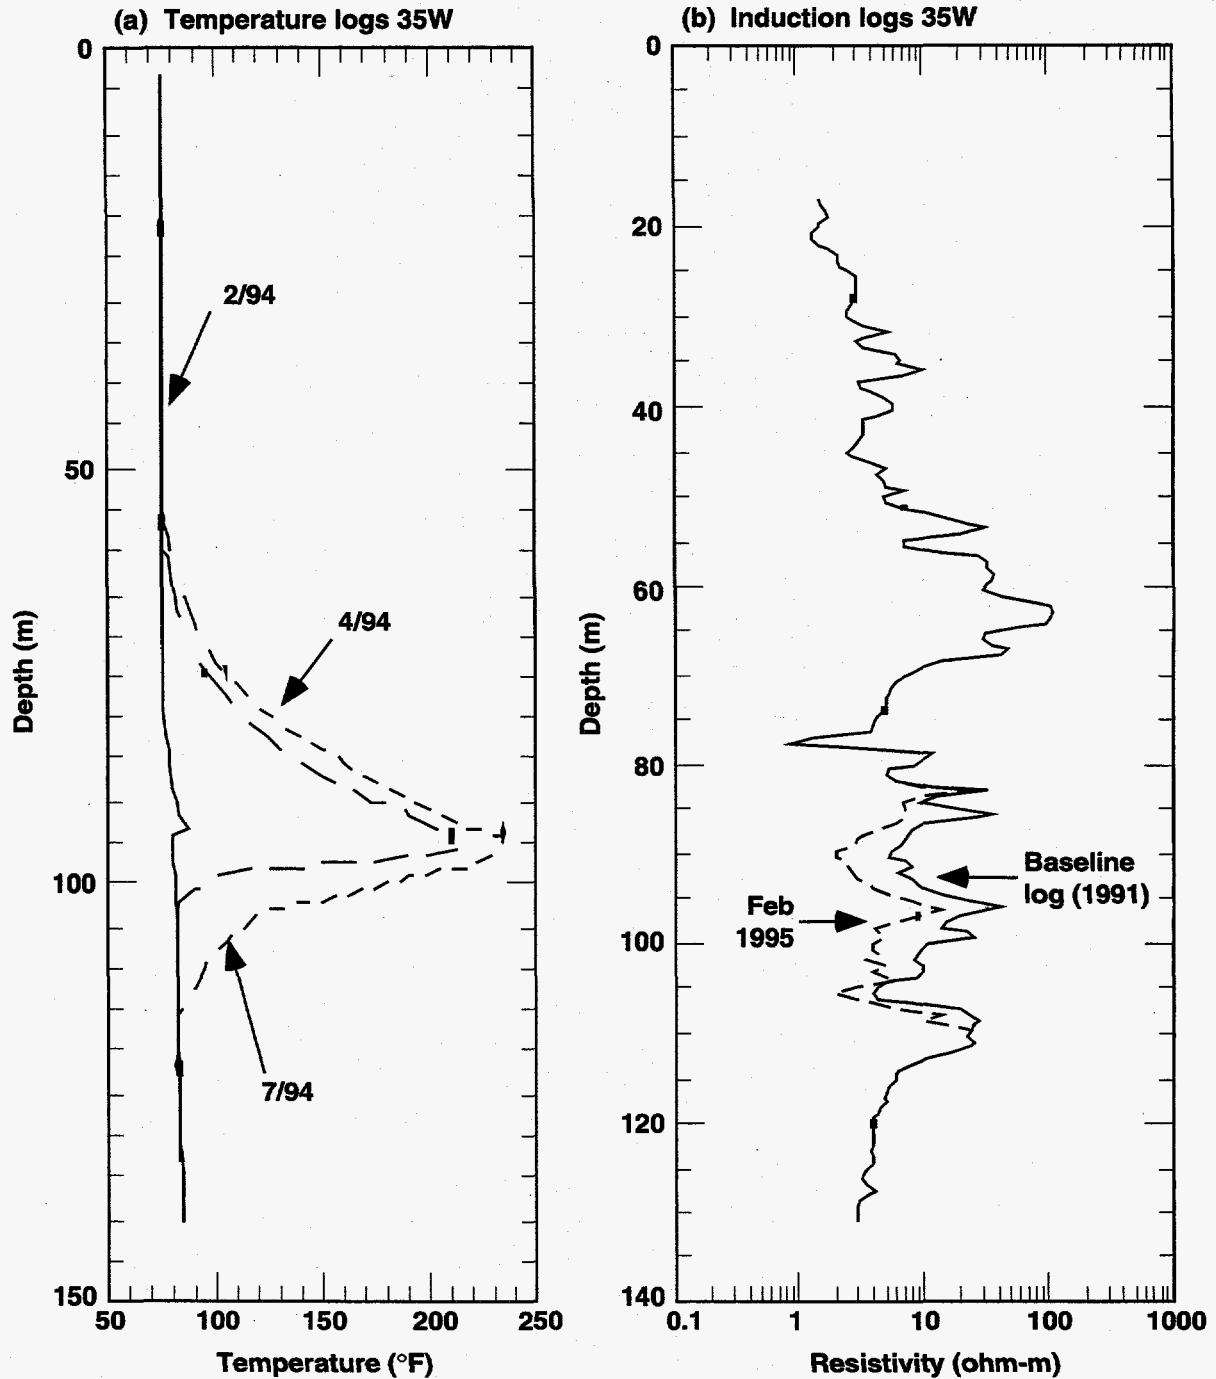 (a) Temperature logs 35W
(b) Induction logs 35W
0
50
100
150
Depth (m)
2/94
4/94
7/94
50 100 150 200 250
Temperature (°F)
0
20
40
60
80
100
120
140
Depth (m)
Baseline
log (1991)
Feb
1995
0.1 1 10 100 1000
Resistivity (ohm-m)